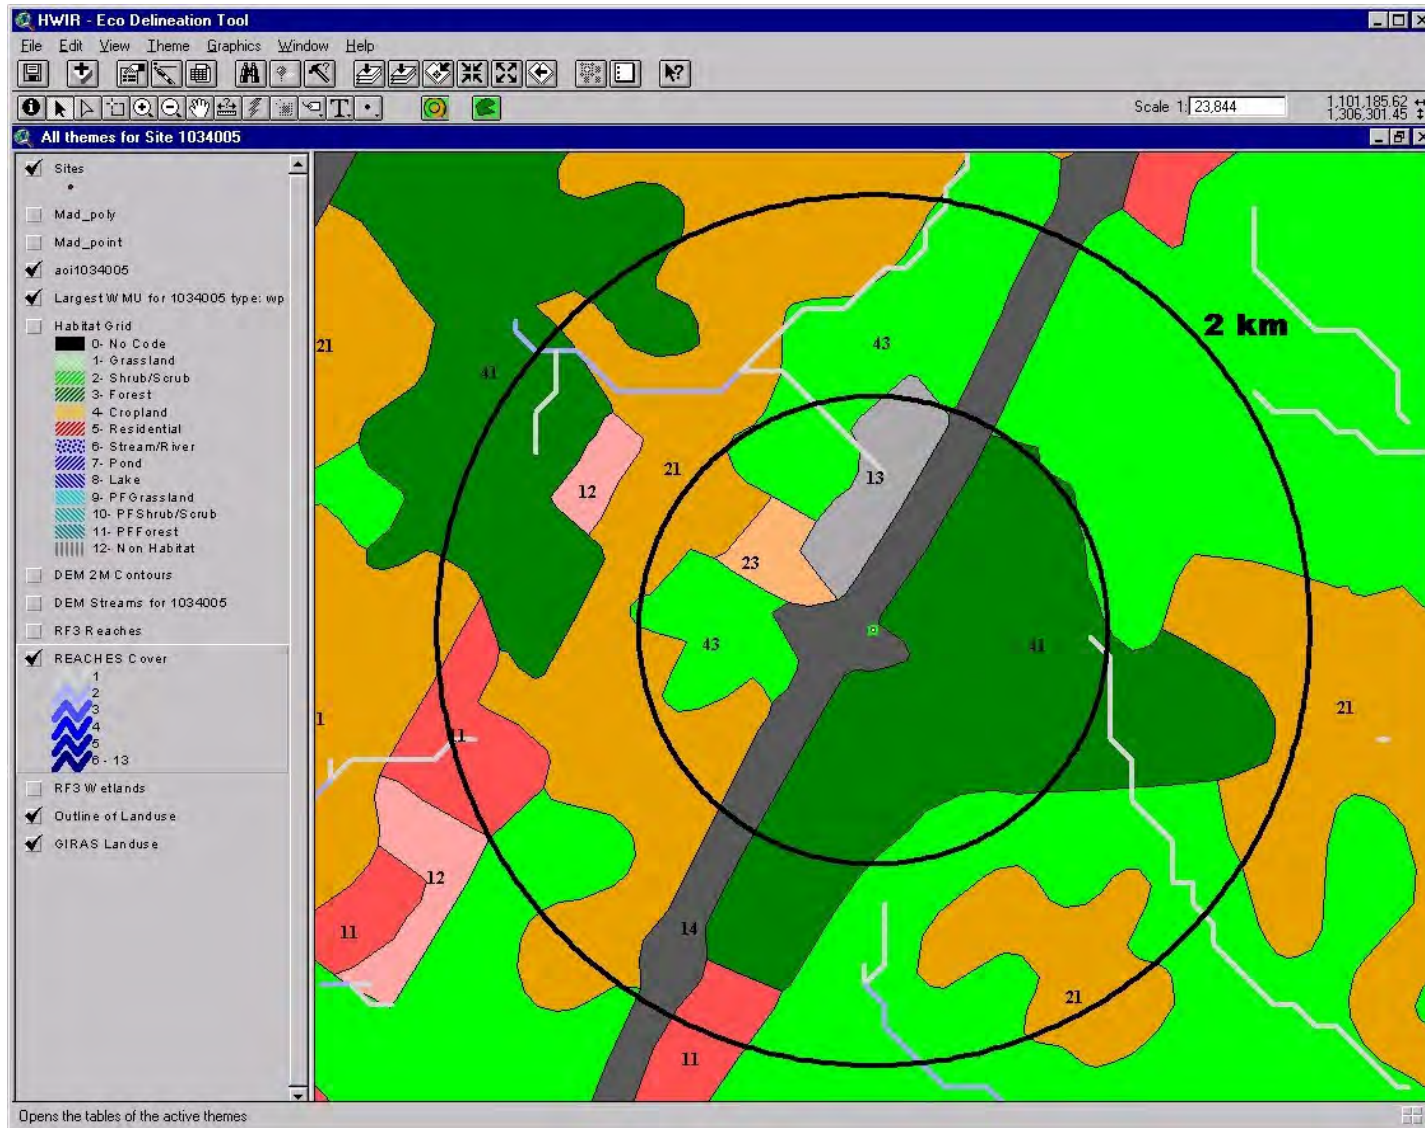 HWIR - Eco Delineation Tool
File Edit View Theme Graphics Window Help
Scale 1: 23,844
1,101,185.62
1,306,301.45
All themes for Site 1034005
Sites
Mad_poly
Mad_point
aoi1034005
Largest WMU for 1034005 type: wp
Habitat Grid
0- No Code
1- Grassland
2- Shrub/Scrub
3- Forest
4- Cropland
5- Residential
6- Stream/River
7- Pond
8- Lake
9- PFGrassland
10- PFShrub/Scrub
11- PFForest
12- Non Habitat
DEM 2M Contours
DEM Streams for 1034005
RF3 Reaches
REACHES Cover
1
2
3
4
5
6 - 13
RF3 Wetlands
Outline of Landuse
GIRAS Landuse
2 km
21
43
41
21
13
12
23
43
41
1
21
11
12
11
14
21
11
Opens the tables of the active themes